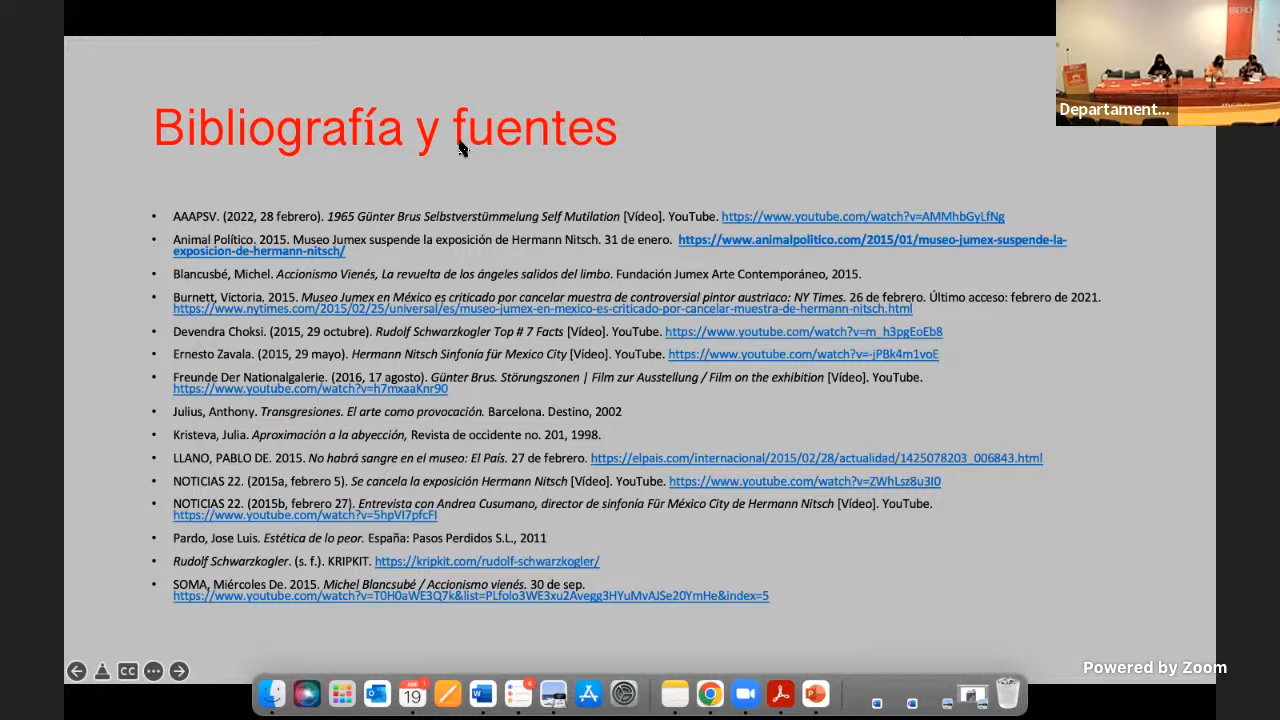 IBERO
Departament...
Bibliografía y fuentes
• AAAPSV. (2022, 28 febrero). 1965 Günter Brus Selbstverstümmelung Self Mutilation [Vídeo]. YouTube. https://www.youtube.com/watch?v=AMMhbGyLfNg
• Animal Político. 2015. Museo Jumex suspende la exposición de Hermann Nitsch. 31 de enero. https://www.animalpolitico.com/2015/01/museo-jumex-suspende-la-
exposicion-de-hermann-nitsch/
• Blancusbé, Michel. Accionismo Vienés, La revuelta de los ángeles salidos del limbo. Fundación Jumex Arte Contemporáneo, 2015.
• Burnett, Victoria. 2015. Museo Jumex en México es criticado por cancelar muestra de controversial pintor austriaco: NY Times. 26 de febrero. Último acceso: febrero de 2021.
https://www.nytimes.com/2015/02/25/universal/es/museo-jumex-en-mexico-es-criticado-por-cancelar-muestra-de-hermann-nitsch.html
• Devendra Choksi. (2015, 29 octubre). Rudolf Schwarzkogler Top # 7 Facts [Vídeo]. YouTube. https://www.youtube.com/watch?v=m_h3pgEoEb8
• Ernesto Zavala. (2015, 29 mayo). Hermann Nitsch Sinfonía für Mexico City [Vídeo]. YouTube. https://www.youtube.com/watch?v=-jPBk4m1voE
• Freunde Der Nationalgalerie. (2016, 17 agosto). Günter Brus. Störungszonen | Film zur Ausstellung / Film on the exhibition [Vídeo]. YouTube.
https://www.youtube.com/watch?v=h7mxaaKnr90
• Julius, Anthony. Transgresiones. El arte como provocación. Barcelona. Destino, 2002
• Kristeva, Julia. Aproximación a la abyección, Revista de occidente no. 201, 1998.
• LLANO, PABLO DE. 2015. No habrá sangre en el museo: El País. 27 de febrero. https://elpais.com/internacional/2015/02/28/actualidad/1425078203_006843.html
• NOTICIAS 22. (2015a, febrero 5). Se cancela la exposición Hermann Nitsch [Vídeo]. YouTube. https://www.youtube.com/watch?v=ZWhLsz8u3I0
• NOTICIAS 22. (2015b, febrero 27). Entrevista con Andrea Cusumano, director de sinfonía Für México City de Hermann Nitsch [Vídeo]. YouTube.
https://www.youtube.com/watch?v=5hpVI7pfcFI
• Pardo, Jose Luis. Estética de lo peor. España: Pasos Perdidos S.L., 2011
• Rudolf Schwarzkogler. (s. f.). KRIPKIT. https://kripkit.com/rudolf-schwarzkogler/
• SOMA, Miércoles De. 2015. Michel Blancsubé / Accionismo vienés. 30 de sep.
https://www.youtube.com/watch?v=T0H0aWE3Q7k&list=PLfolo3WE3xu2Avegg3HYuMvAJSe20YmHe&index=5
CC
Powered by Zoom
19
1
4